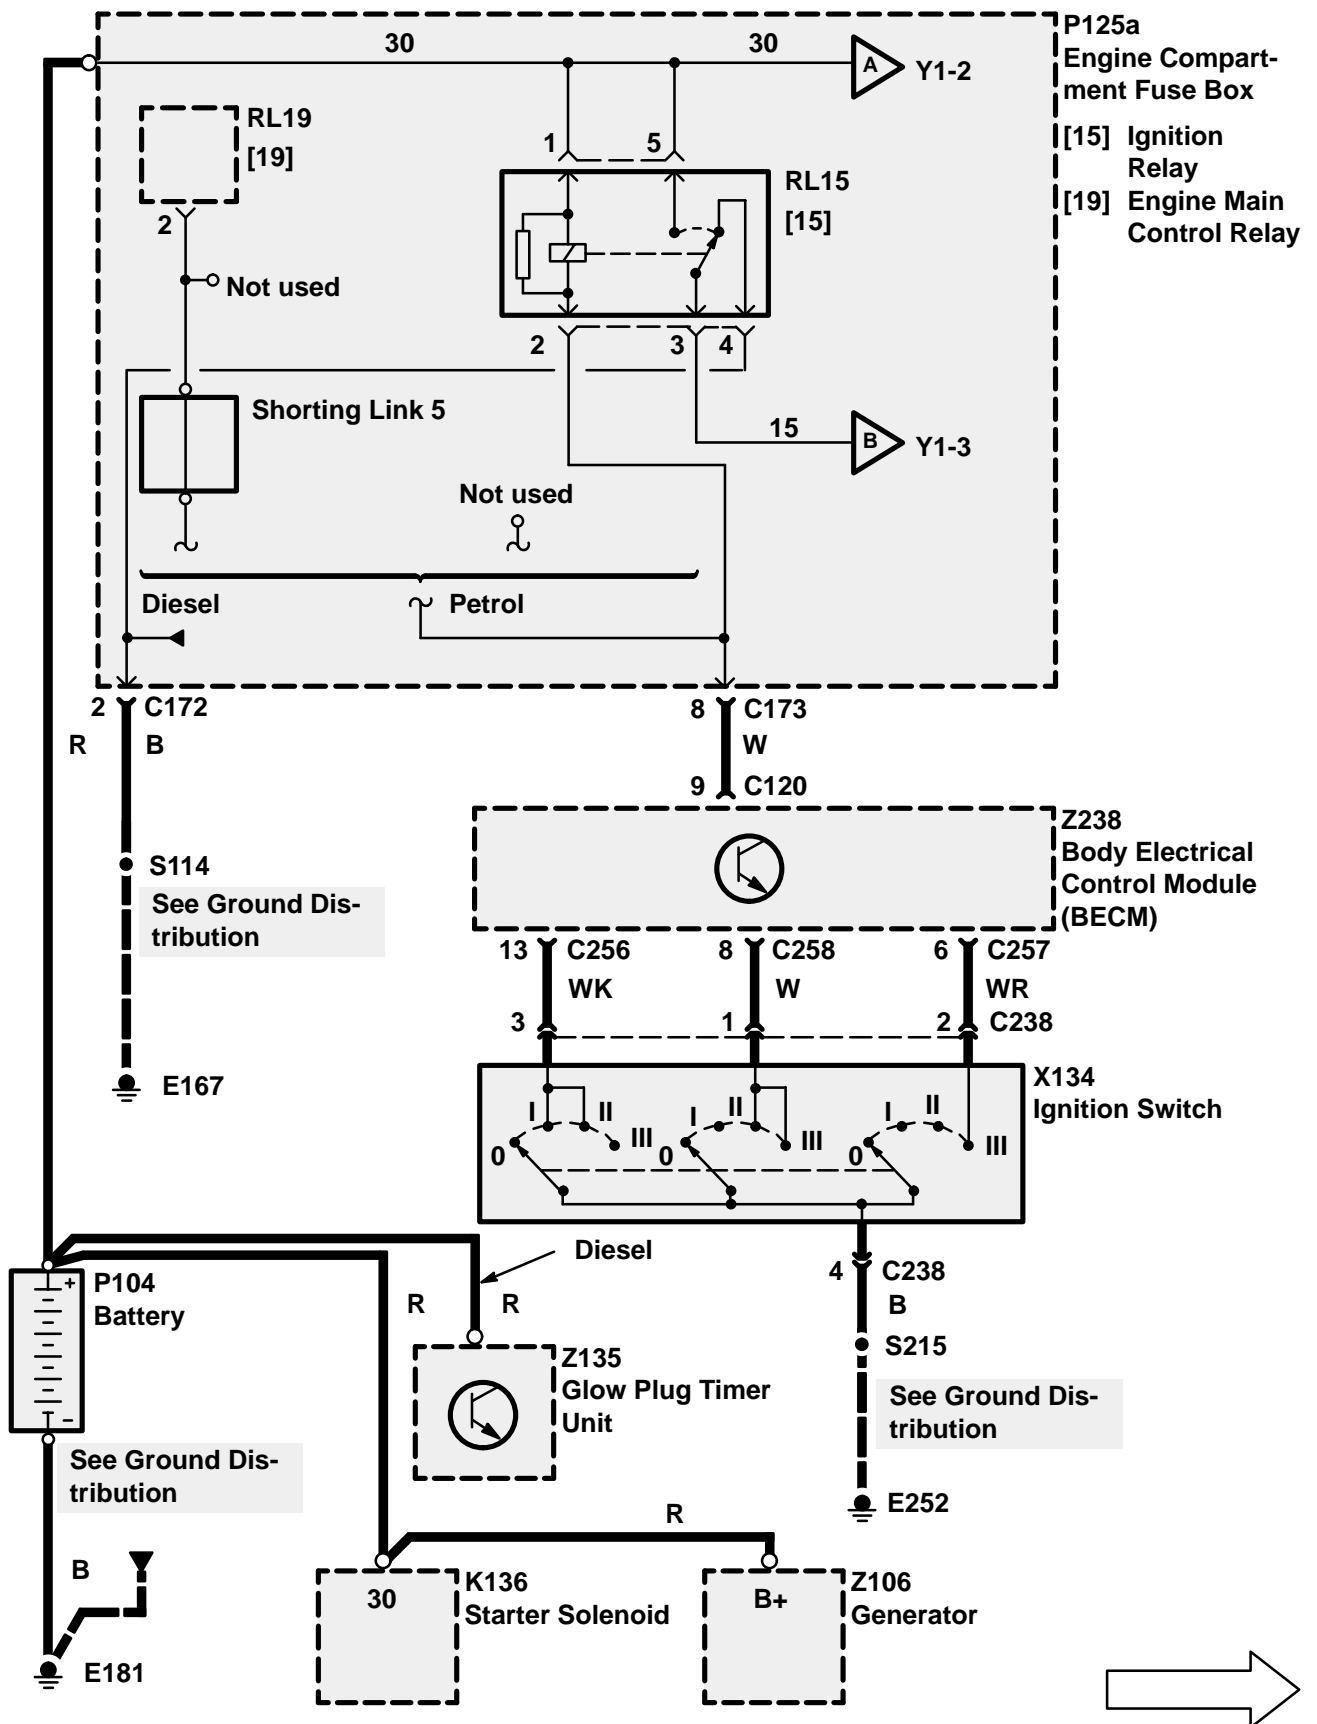 30
30
A
Y1-2
P125a
Engine Compart-
ment Fuse Box
[15] Ignition
Relay
[19] Engine Main
Control Relay
RL19
[19]
2
Not used
1
5
RL15
[15]
2
3
4
Shorting Link 5
15
B
Y1-3
Not used
Diesel
Petrol
2
C172
R
B
8
C173
W
9
C120
Z238
Body Electrical
Control Module
(BECM)
S114
See Ground Dis-
tribution
E167
13
C256
8
C258
6
C257
WK
W
WR
3
1
2
C238
X134
Ignition Switch
I
II
III
0
I
II
III
0
I
II
III
0
4
C238
B
S215
See Ground Dis-
tribution
E252
Diesel
P104
Battery
+
–
R
R
Z135
Glow Plug Timer
Unit
See Ground Dis-
tribution
B
E181
R
30
K136
Starter Solenoid
B+
Z106
Generator